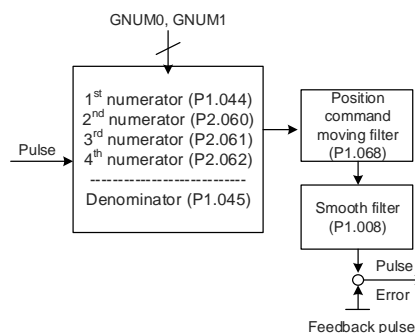 GNUM0, GNUM1
Pulse
1st numerator (P1.044)
2nd numerator (P2.060)
3rd numerator (P2.061)
4th numerator (P2.062)
----------------------------
Denominator (P1.045)
Position
command
moving filter
(P1.068)
Smooth filter
(P1.008)
Pulse
Error
Feedback pulse